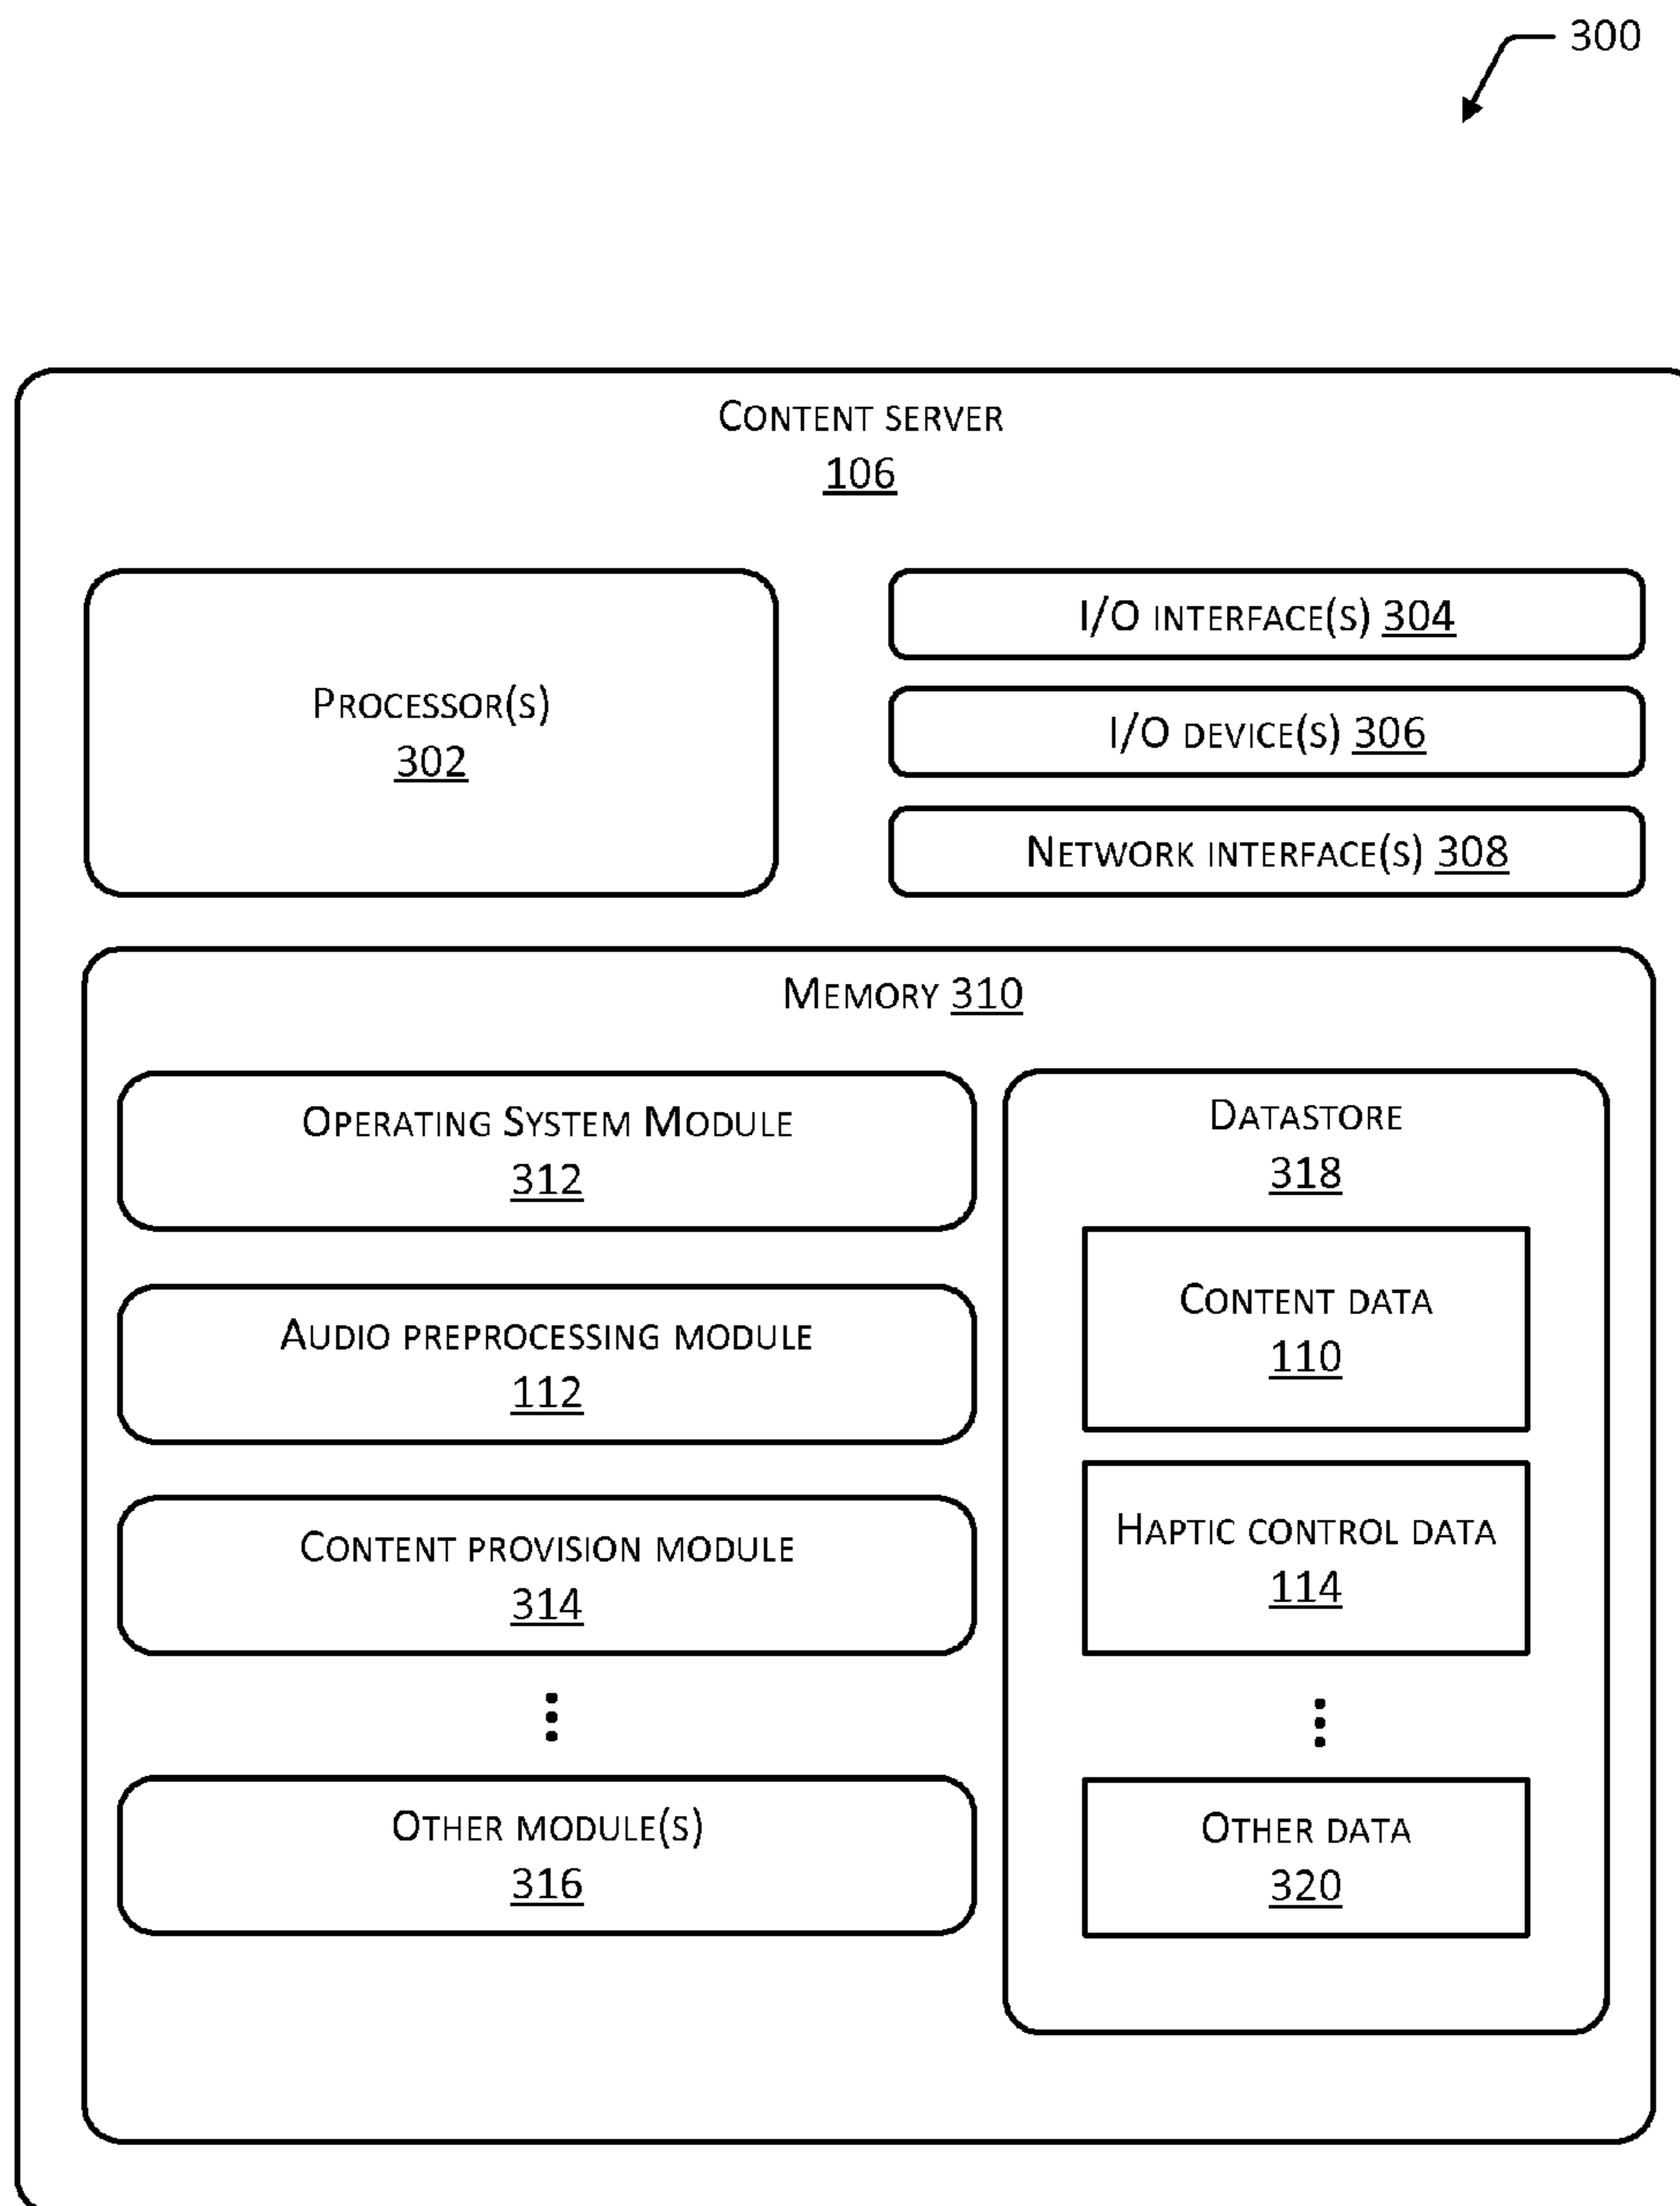 300
Content server
106
Processor(s)
302
I/O interface(s) 304
I/O device(s) 306
Network interface(s) 308
Memory 310
Operating System Module
312
Audio preprocessing module
112
Content provision module
314
Other module(s)
316
Datastore
318
Content data
110
Haptic control data
114
Other data
320